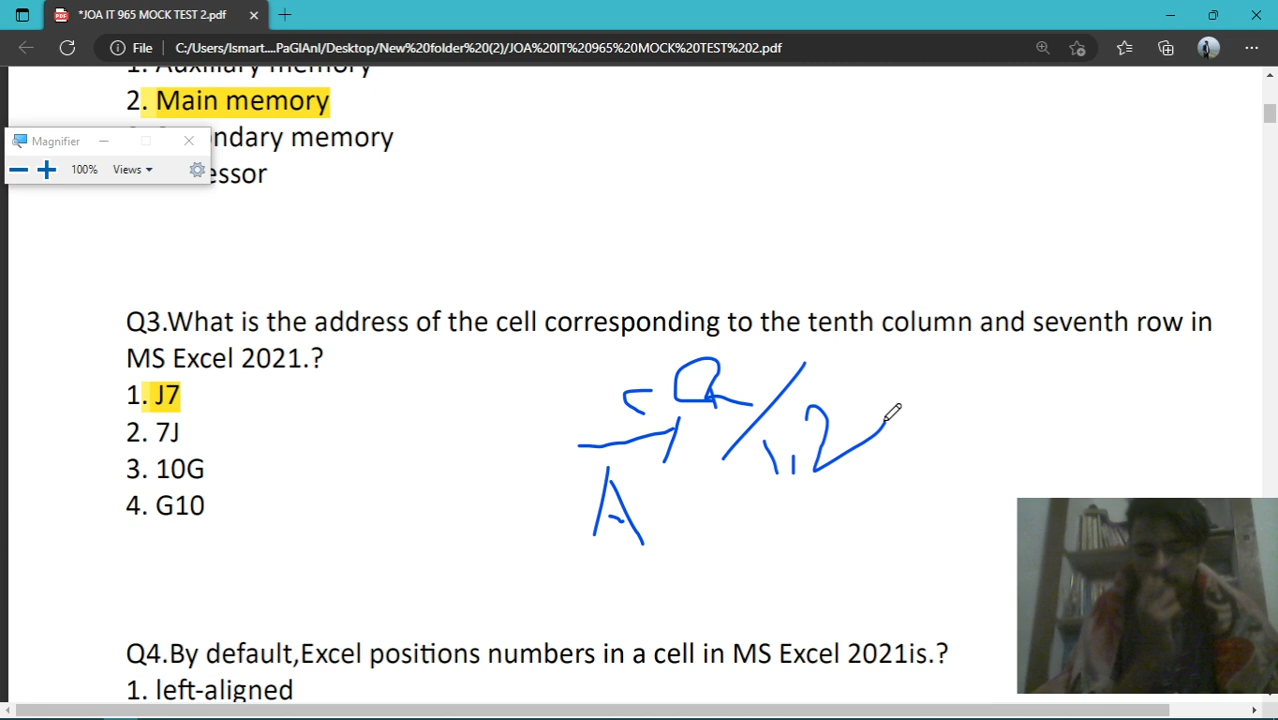 *JOA IT 965 MOCK TEST 2.pdf
File C:/Users/Ismart....PaGlAnI/Desktop/New%20folder%20(2)/JOA%20IT%20965%20MOCK%20TEST%202.pdf
2. Main memory
Magnifier
100% Views
Q3.What is the address of the cell corresponding to the tenth column and seventh row in
MS Excel 2021.?
1. J7
2. 7J
3. 10G
4. G10
A
1,2
Q4.By default,Excel positions numbers in a cell in MS Excel 2021is.?
1. left-aligned